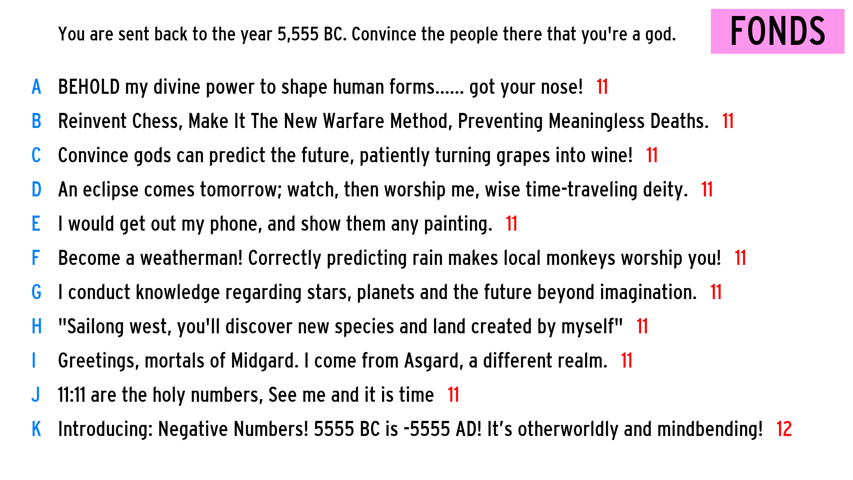 You are sent back to the year 5,555 BC. Convince the people there that you're a god.
FONDS
A BEHOLD my divine power to shape human forms...... got your nose! 11
B Reinvent Chess, Make It The New Warfare Method, Preventing Meaningless Deaths. 11
C Convince gods can predict the future, patiently turning grapes into wine! 11
D An eclipse comes tomorrow; watch, then worship me, wise time-traveling deity. 11
E I would get out my phone, and show them any painting. 11
F Become a weatherman! Correctly predicting rain makes local monkeys worship you! 11
G I conduct knowledge regarding stars, planets and the future beyond imagination. 11
H "Sailong west, you'll discover new species and land created by myself" 11
I Greetings, mortals of Midgard. I come from Asgard, a different realm. 11
J 11:11 are the holy numbers, See me and it is time 11
K Introducing: Negative Numbers! 5555 BC is -5555 AD! It’s otherworldly and mindbending! 12